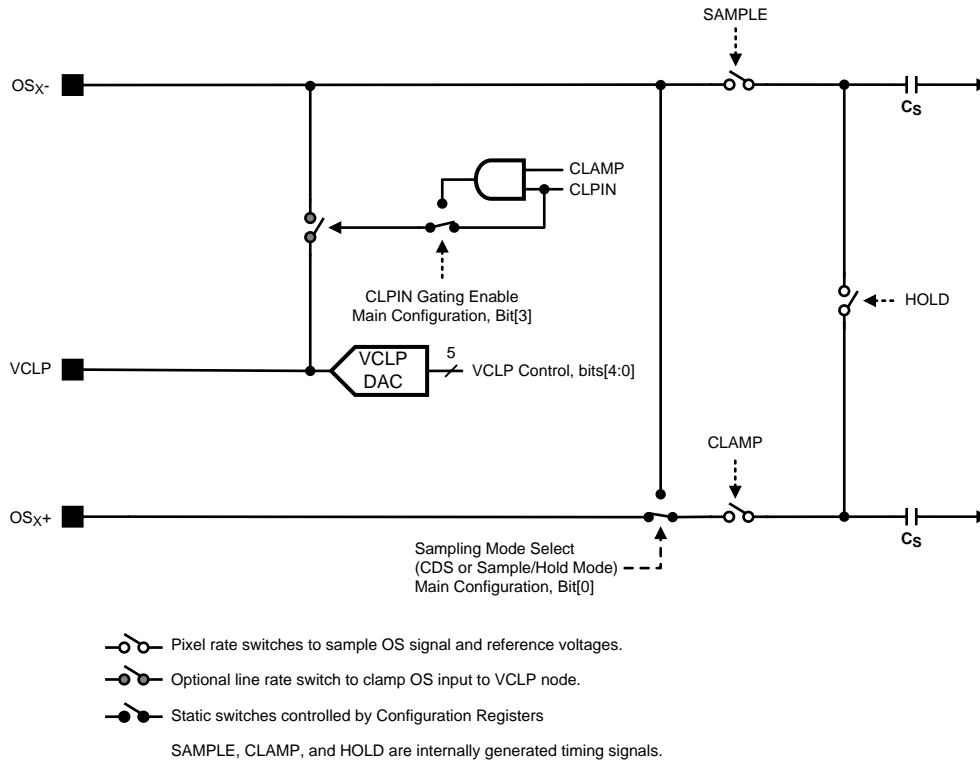 SAMPLE
OSX-
CS
CLAMP
CLPIN
CLPIN Gating Enable
Main Configuration, Bit[3]
HOLD
VCLP
VCLP
DAC
5
VCLP Control, bits[4:0]
CLAMP
OSX+
CS
Sampling Mode Select
(CDS or Sample/Hold Mode)
Main Configuration, Bit[0]
Pixel rate switches to sample OS signal and reference voltages.
Optional line rate switch to clamp OS input to VCLP node.
Static switches controlled by Configuration Registers
SAMPLE, CLAMP, and HOLD are internally generated timing signals.